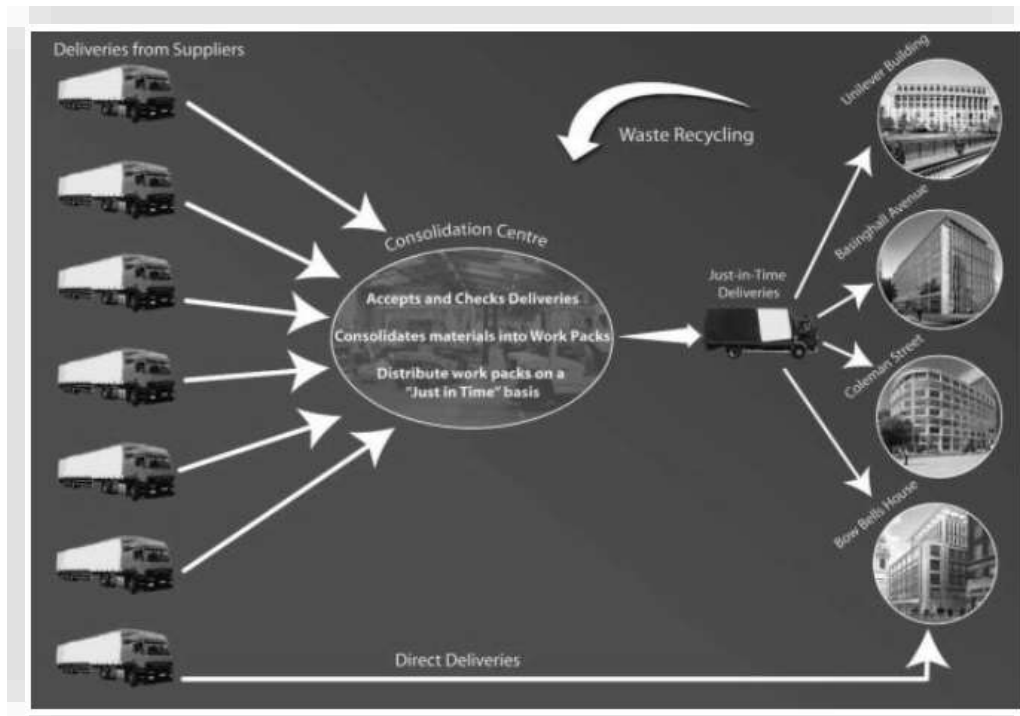 Deliveries from Suppliers
Waste Recycling
Unilever Building
Consolidation Centre
Basinghall Avenue
Accepts and Checks Deliveries
Consolidates materials into Work Packs
Distribute work packs on a
"Just in Time" basis
Just-in-Time
Deliveries
Coleman Street
Bow Bells House
Direct Deliveries